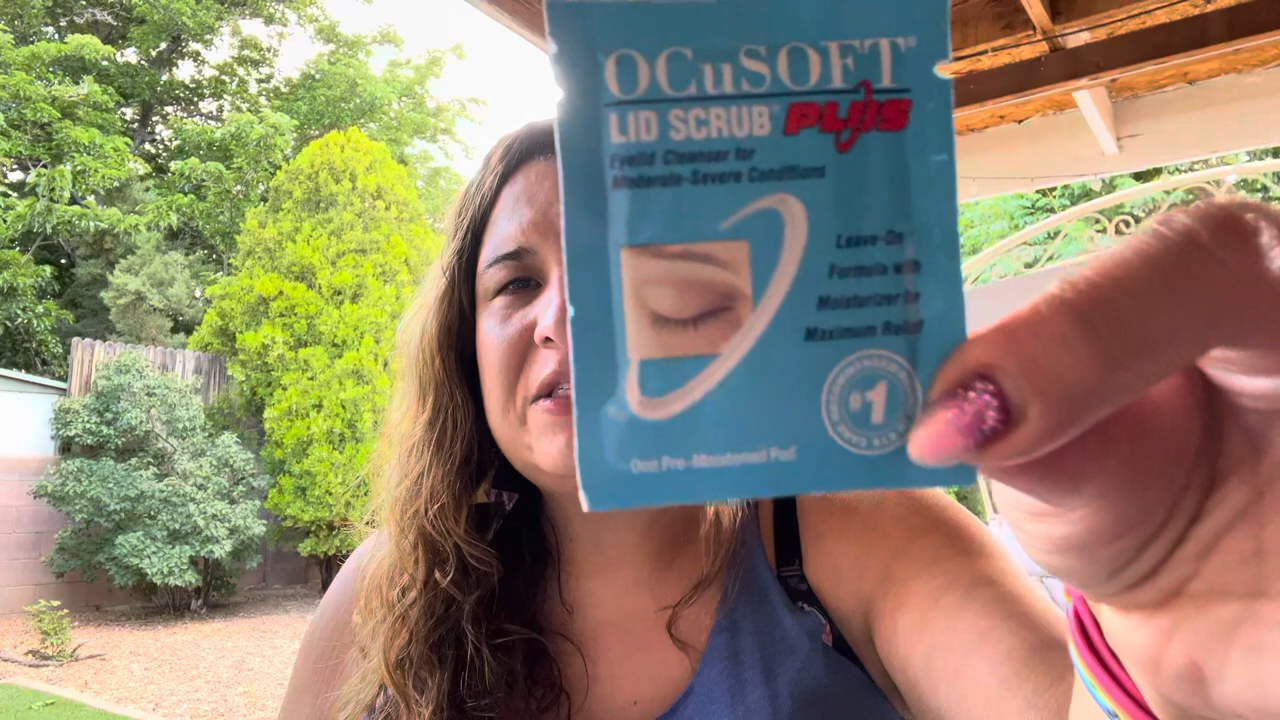 OCuSOFT®
LID SCRUB® PLUS
Eyelid Cleanser for
Moderate-Severe Conditions
Leave-On
Formula with
Moisturizer for
Maximum Relief
#1
One Pre-Moistened Pad